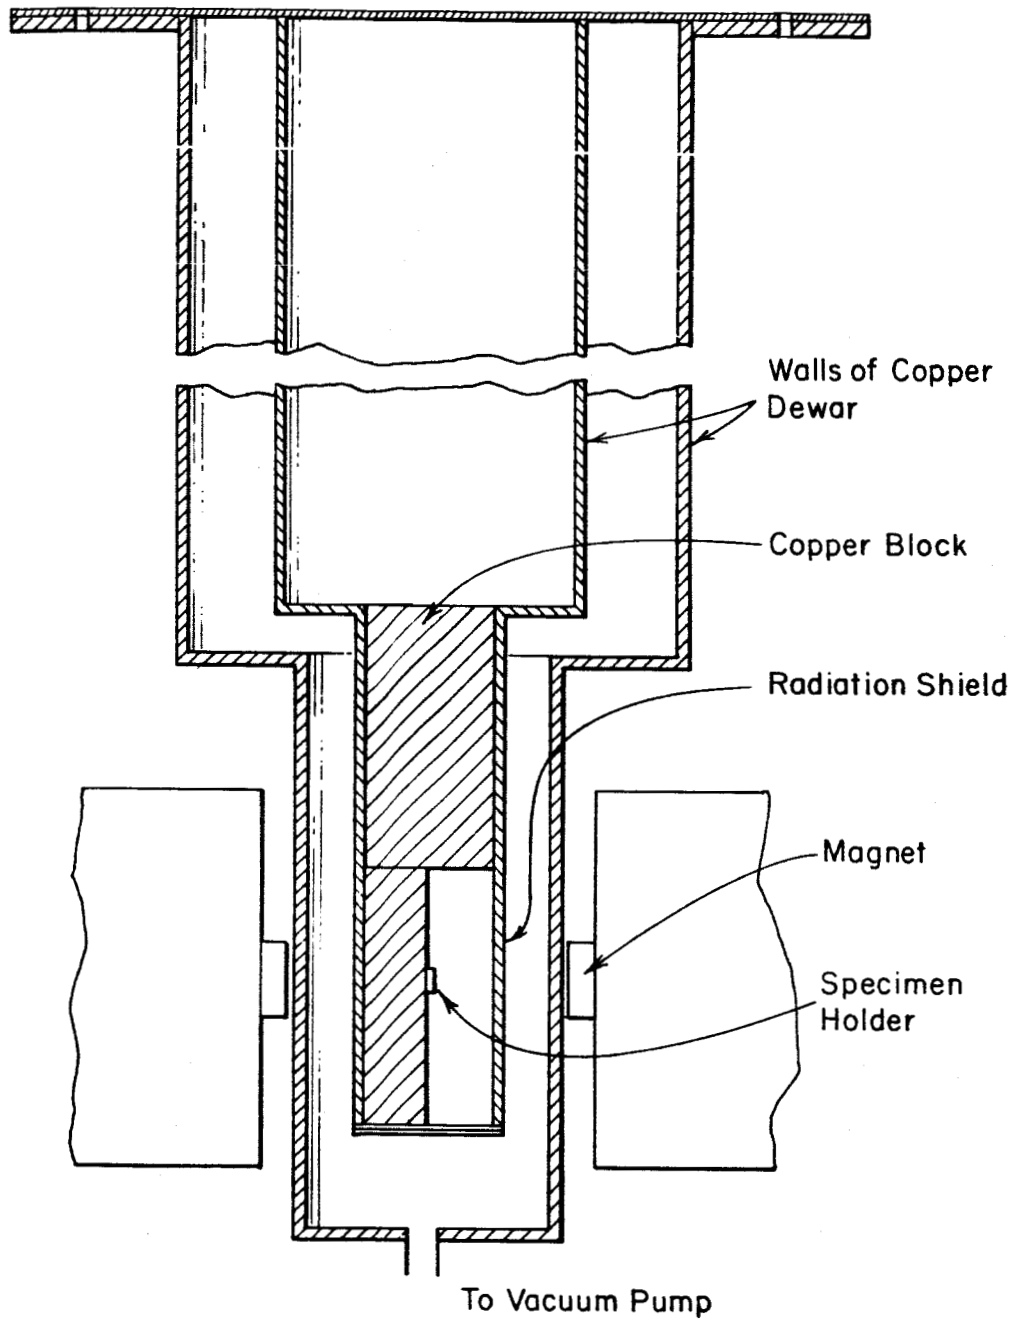 Walls of Copper
Dewar
Copper Block
Radiation Shield
Magnet
Specimen
Holder
To Vacuum Pump